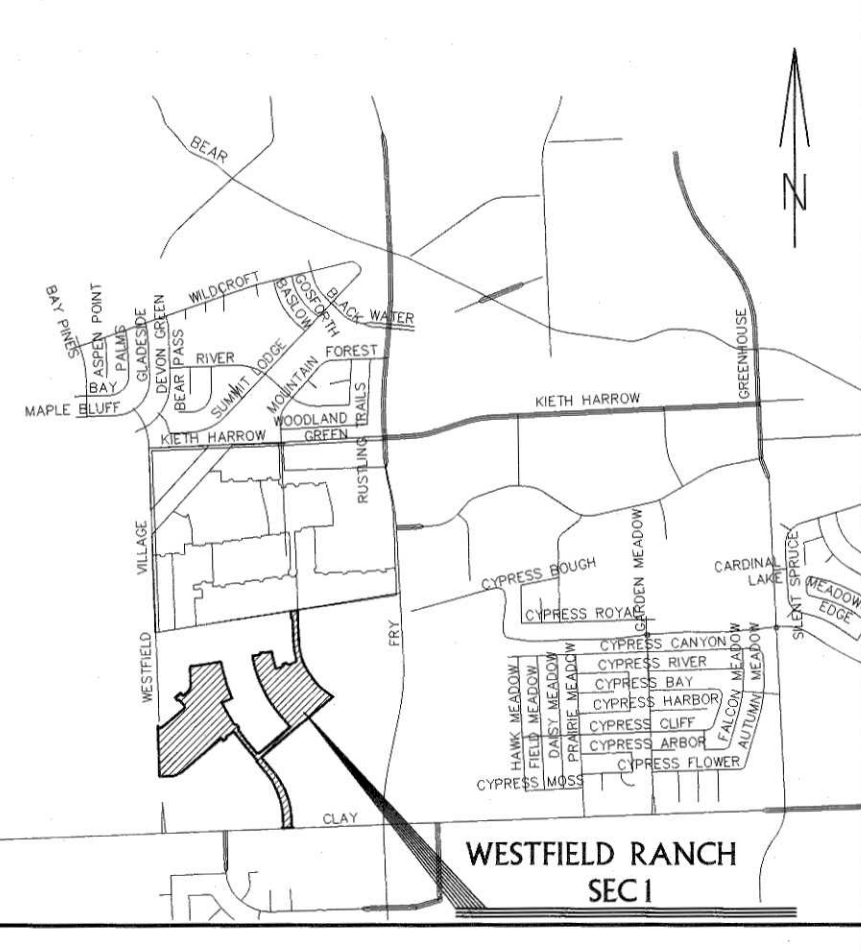 BEAR
N
WILDCROFT
GOSFORTH
BASLOW
BLACK WATER
BAY PINES
ASPEN POINT
PALMS
GLADESIDE
DEVON GREEN
BEAR PASS
RIVER
SUMMIT LODGE
MOUNTAIN
FOREST
BAY
MAPLE BLUFF
WOODLAND
GREEN
RUSTLING TRAILS
KIETH HARROW
KIETH HARROW
GREENHOUSE
VILLAGE
WESTFIELD
FRY
CYPRESS BOUGH
GARDEN MEADOW
CARDINAL
LAKE
SILENT SPRUCE
MEADOW
EDGE
CYPRESS ROYAL
CYPRESS CANYON
CYPRESS RIVER
CYPRESS BAY
CYPRESS HARBOR
CYPRESS CLIFF
CYPRESS ARBOR
CYPRESS FLOWER
CYPRESS MOSS
HAWK MEADOW
FIELD MEADOW
DAISY MEADOW
PRAIRIE MEADOW
FALCON MEADOW
AUTUMN MEADOW
CLAY
WESTFIELD RANCH
SEC 1